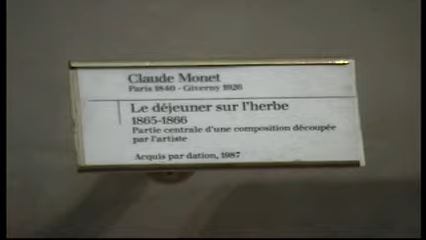 Claude Monet
Paris 1840 - Giverny 1926
Le déjeuner sur l'herbe
1865-1866
Partie centrale d'une composition découpée
par l'artiste
Acquis par dation, 1987